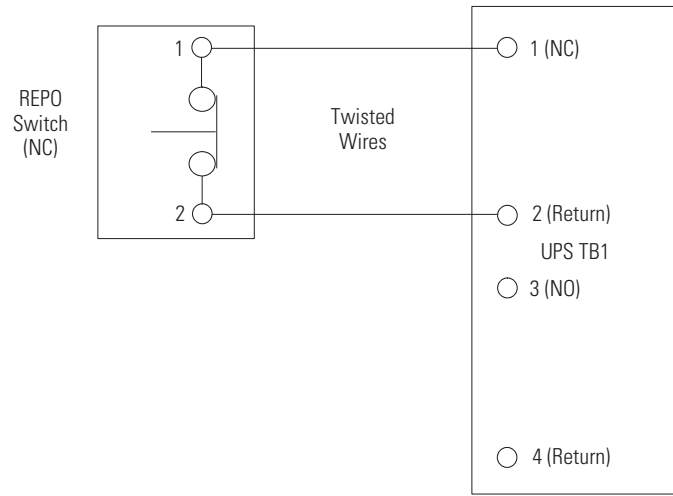 1
1 (NC)
REPO
Switch
(NC)
Twisted
Wires
2
2 (Return)
UPS TB1
3 (NO)
4 (Return)